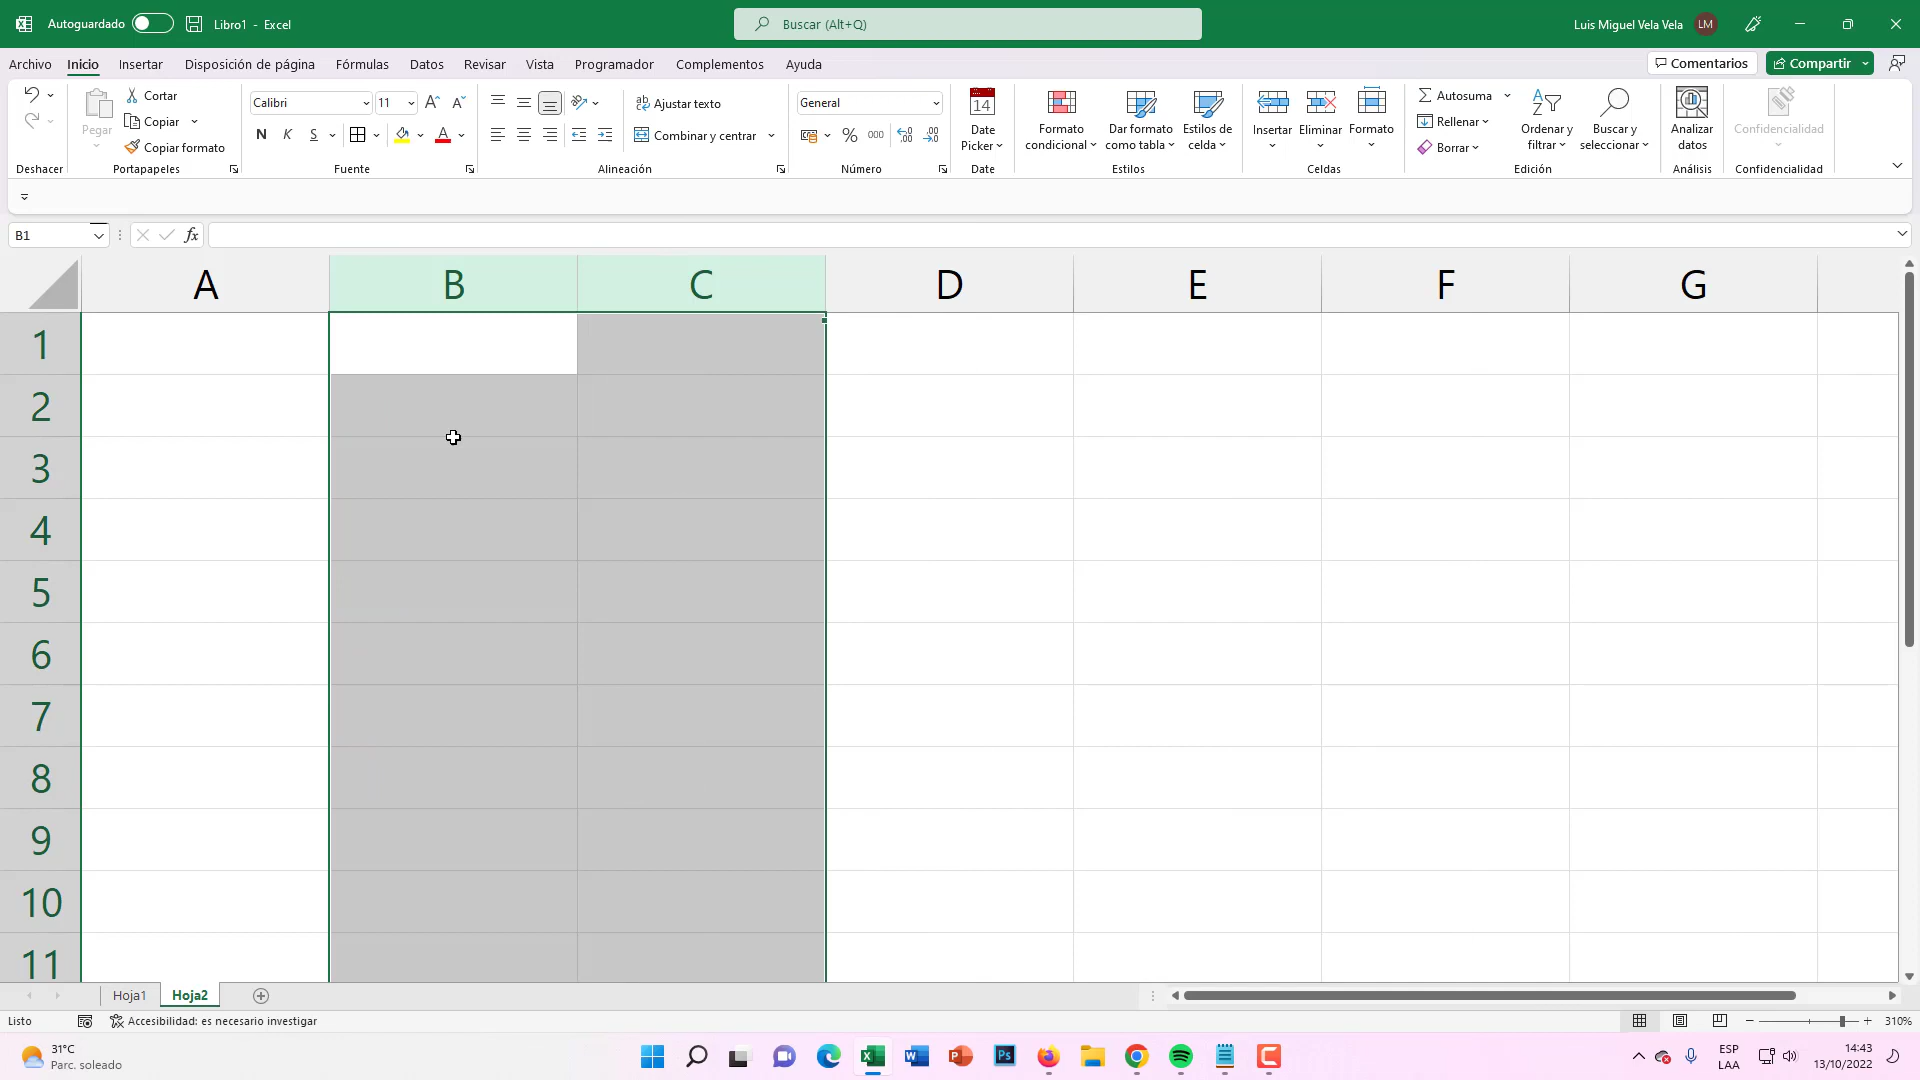 Autoguardado Libro1 - Excel Buscar (Alt+Q) Luis Miguel Vela Vela LM
Archivo Inicio Insertar Disposición de página Fórmulas Datos Revisar Vista Programador Complementos Ayuda Comentarios Compartir
Pegar
Cortar
Copiar
Copiar formato
Calibri 11
N K S
Ajustar texto
Combinar y centrar
General
% 000
14
Date Picker
Formato condicional
Dar formato como tabla
Estilos de celda
Insertar
Eliminar
Formato
Autosuma
Rellenar
Borrar
Ordenar y filtrar
Buscar y seleccionar
Analizar datos
Confidencialidad
Deshacer Portapapeles Fuente Alineación Número Date Estilos Celdas Edición Análisis Confidencialidad
B1 fx
A B C D E F G
1
2
3
4
5
6
7
8
9
10
11
Hoja1 Hoja2
Listo Accesibilidad: es necesario investigar 310%
31°C
Parc. soleado
ESP
LAA
14:43
13/10/2022